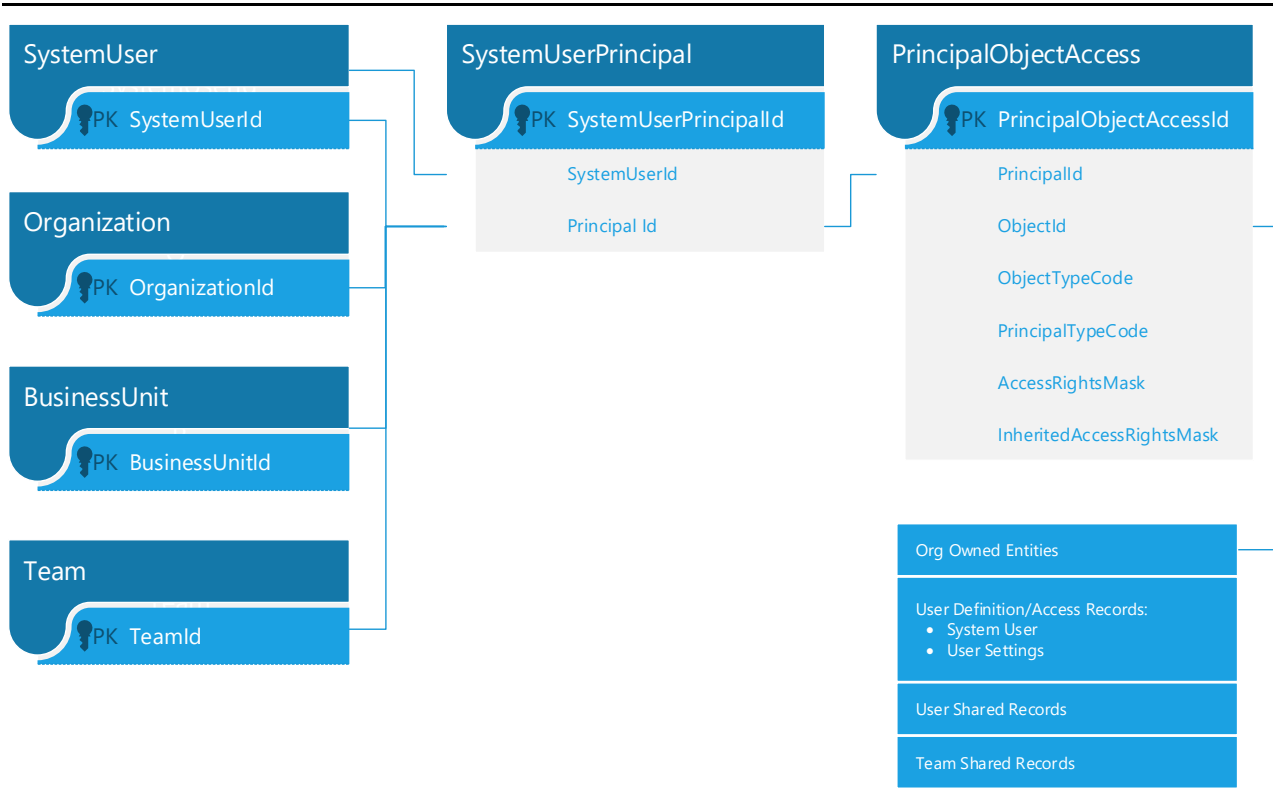 SystemUser
PK SystemUserId
Organization
PK OrganizationId
BusinessUnit
PK BusinessUnitId
Team
PK TeamId
SystemUserPrincipal
PK SystemUserPrincipalId
SystemUserId
Principal Id
PrincipalObjectAccess
PK PrincipalObjectAccessId
PrincipalId
ObjectId
ObjectTypeCode
PrincipalTypeCode
AccessRightsMask
InheritedAccessRightsMask
Org Owned Entities
User Definition/Access Records:
• System User
• User Settings
User Shared Records
Team Shared Records